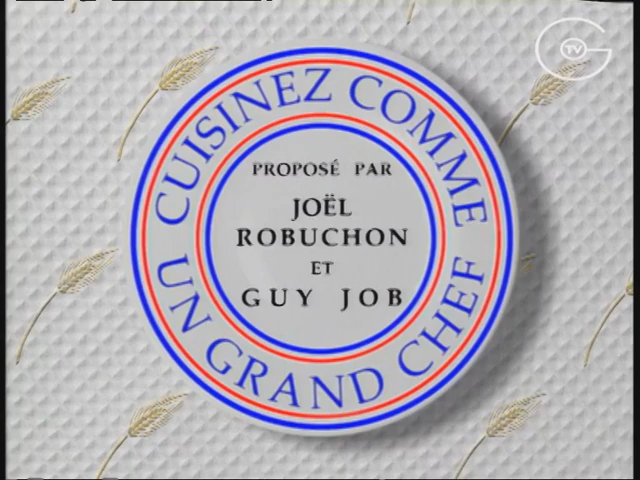 CUISINEZ COMME
UN GRAND CHEF
PROPOSÉ PAR
JOËL
ROBUCHON
ET
GUY JOB
G TV